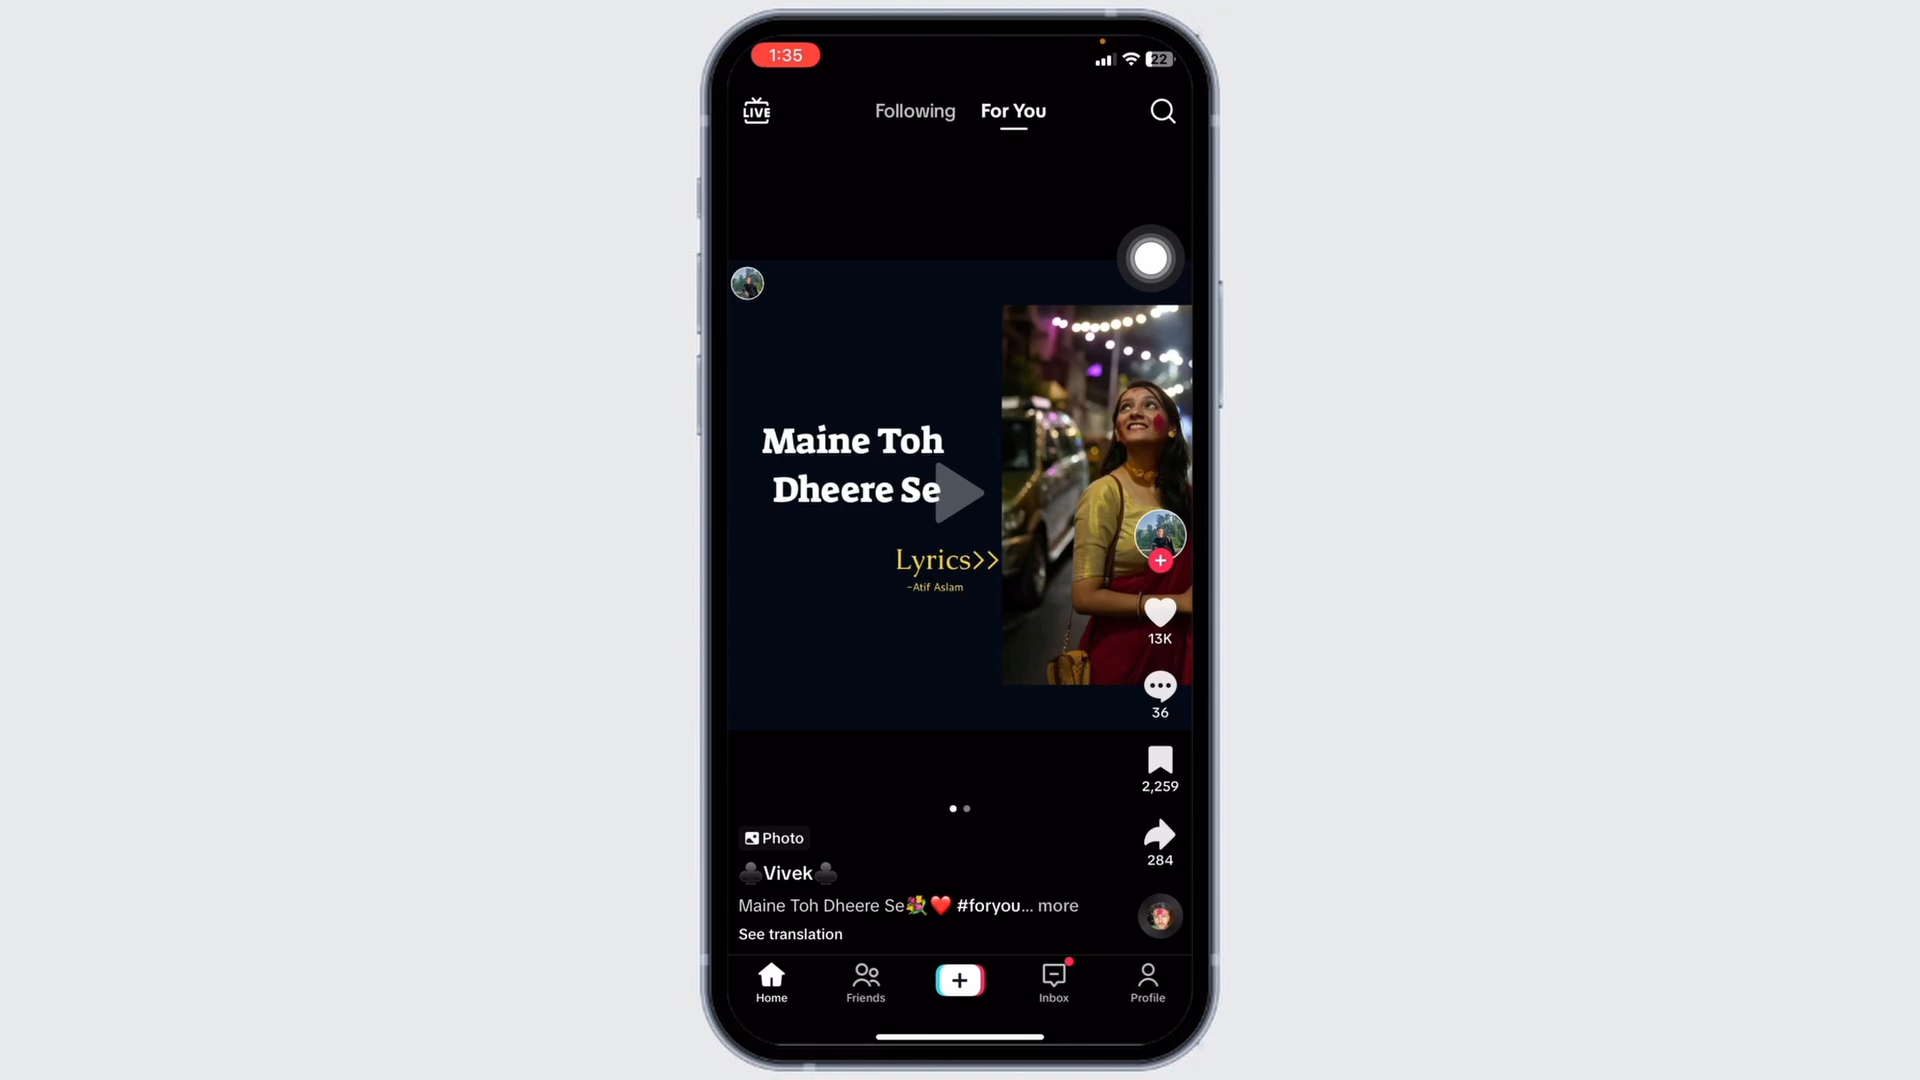 1:35
22
LIVE
Following
For You
Maine Toh
Dheere Se
Lyrics>>
-Atif Aslam
13K
36
2,259
284
Photo
♣Vivek♣
Maine Toh Dheere Se💐❤️ #foryou... more
See translation
Home
Friends
Inbox
Profile